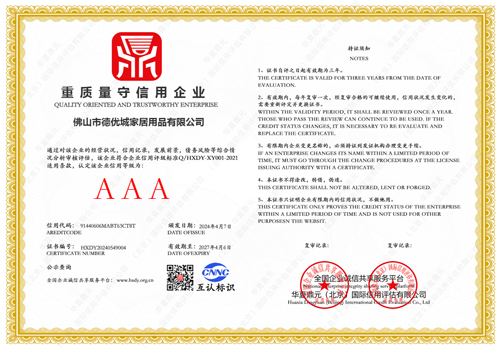 重质量守信用企业
QUALITY ORIENTED AND TRUSTWORTHY ENTERPRISE
佛山市德优城家居用品有限公司
通过对该企业的经营状况，信用记录，发展前景，债务风险等综合情
况分析审核评估，该企业符合企业信用评级标准Q/HXDY-XY001-2021
适用条款，认定该企业信用等级为
AAA
信用代码: 91440606MABT63CT8T
AREDITCODE
颁发日期: 2024年4月7日
DATE OFISSUE
证书编号: HXDY20240549004
CERTIFICATE NUMBER
有效期至: 2027年4月6日
DATE OFEXPIRY
公示查询
全国企业诚信共享服务平台: www.hxdy.org.cn
CNNC
互认标识
持证须知
NOTES
1、证书自评之日起有效期为三年。
THE CERTIFICATE IS VALID FOR THREE YEARS FROM THE DATE OF
EVALUATION.
2、有效期内，每年复审一次，经复审合格的可继续使用，信用状况发生变化的，
需要重新评定并更换证书。
WITHIN THE VALIDITY PERIOD, IT SHALL BE REVIEWED ONCE A YEAR
THOSE WHO PASS THE REVIEW CAN CONTINUE TO BE USED. IF THE
CREDIT STATUS CHANGES, IT IS NECESSARY TO RE EVALUATE AND
REPLACE THE CERTIFICATE.
3、有限期内企业变更名称的，必须持证到发证机构办理变更手续。
IF AN ENTERPRISE CHANGES ITS NAME WITHIN A LIMITED PERIOD OF
TIME, IT MUST GO THROUGH THE CHANGE PROCEDURES AT THE LICENSE
ISSUING AUTHORITY WITH A CERTIFICATE.
4、本证书不得涂改，转借，伪造。
THIS CERTIFICATE SHALL NOT BE ALTERED, LENT OR FORGED.
5、本证书只证明企业有限期内的信用状况，不做他用。
THIS CERTIFICATE ONLY PROVES THE CREDIT STATUS OF THE ENTERPRISE
WITHIN A LIMITED PERIOD OF TIME AND IS NOT USED FOR OTHER
PURPOSESN THE WEBSIT.
复审记录:
复审记录:
全国企业诚信共享服务平台
National enterprise integrity sharing service platform
华夏鼎元（北京）国际信用评估有限公司
Huaxia Dingyuan (Beijing) International Credit Evaluation Co., Ltd